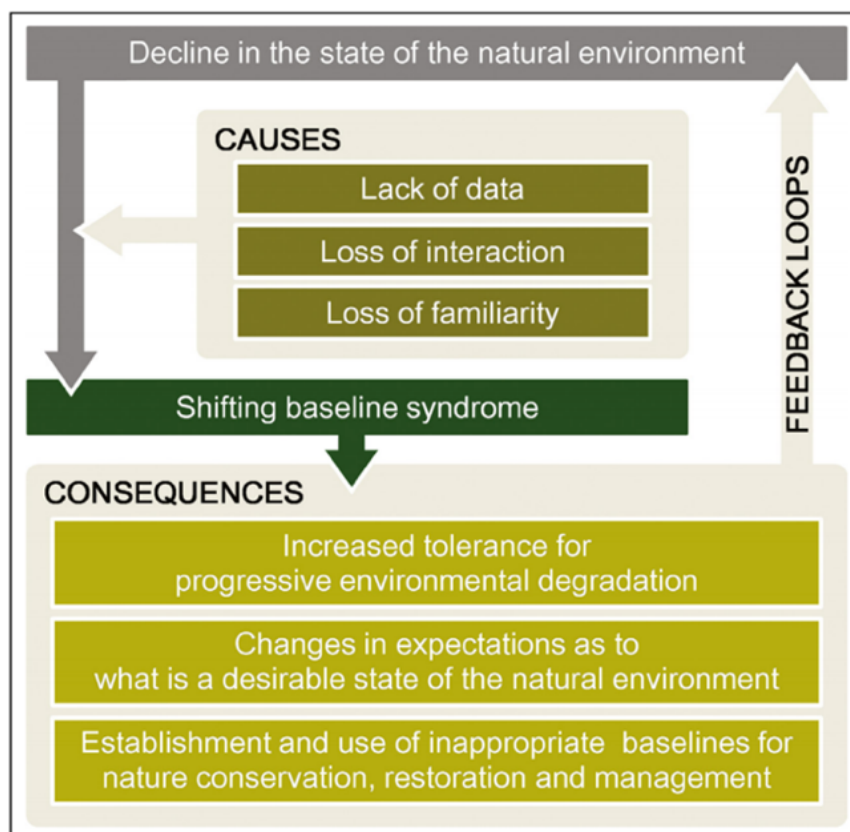 Decline in the state of the natural environment
CAUSES
Lack of data
Loss of interaction
Loss of familiarity
FEEDBACK LOOPS
Shifting baseline syndrome
CONSEQUENCES
Increased tolerance for
progressive environmental degradation
Changes in expectations as to
what is a desirable state of the natural environment
Establishment and use of inappropriate baselines for
nature conservation, restoration and management